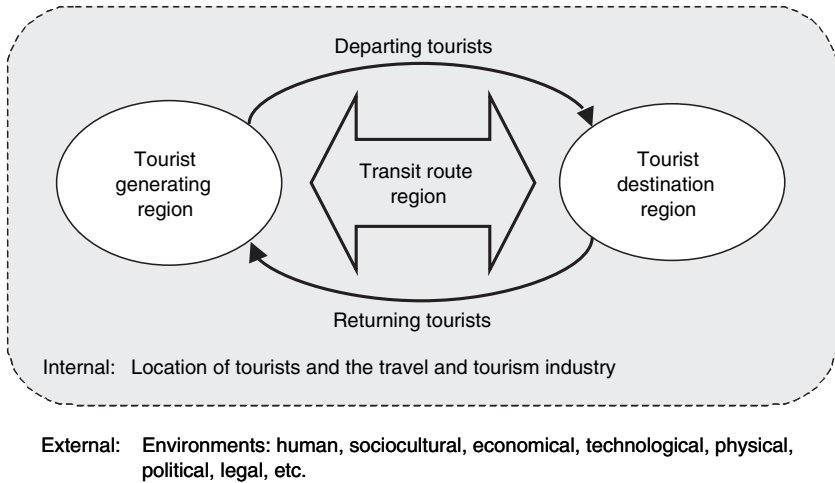 Departing tourists
Tourist
generating
region
Transit route
region
Tourist
destination
region
Returning tourists
Internal: Location of tourists and the travel and tourism industry
External: Environments: human, sociocultural, economical, technological, physical,
political, legal, etc.